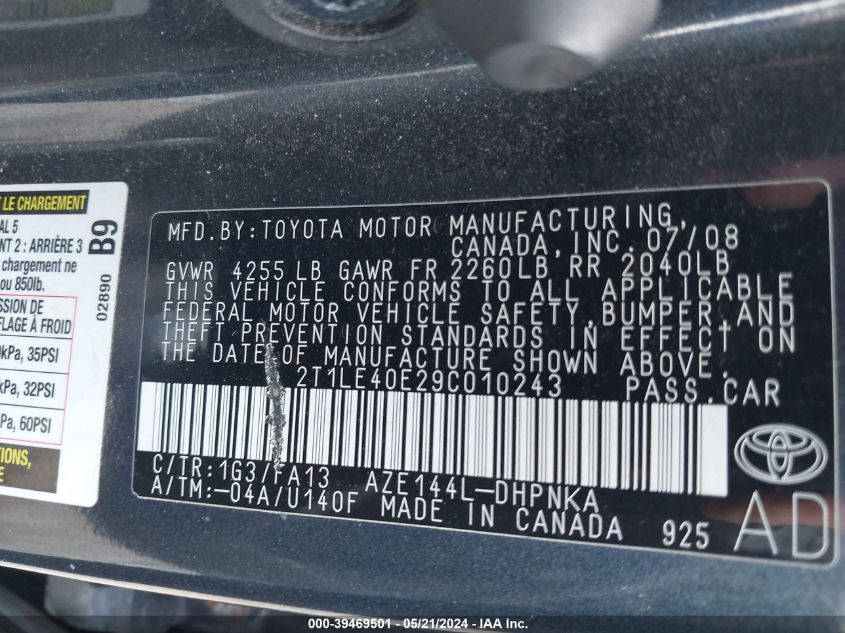 T LE CHARGEMENT
AL 5
NT 2 : ARRIÈRE 3
chargement ne
ou 850lb.
SSION DE
FLAGE À FROID
0kPa, 35PSI
kPa, 32PSI
Pa, 60PSI
TIONS,
B9
02890
MFD.BY:TOYOTA MOTOR MANUFACTURING,
CANADA, INC. 07/08
GVWR 4255 LB GAWR FR 2260LB RR 2040LB
THIS VEHICLE CONFORMS TO ALL APPLICABLE
FEDERAL MOTOR VEHICLE SAFETY,BUMPER,AND
THEFT PREVENTION STANDARDS IN EFFECT ON
THE DATE OF MANUFACTURE SHOWN ABOVE.
2T1LE40E29C010243 PASS.CAR
C/TR:1G3/FA13 AZE144L-DHPNKA
A/TM:-04A/U140F MADE IN CANADA 925
AD
000-39469501 - 05/21/2024 - IAA Inc.